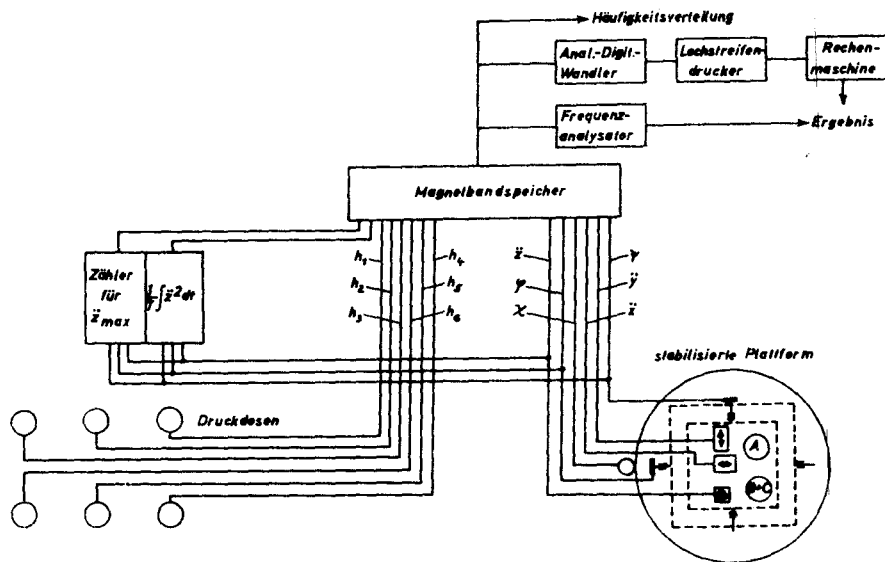 Häufigkeitsverteilung
Anal.-Digit.-
Wandler
Lochstreifen-
drucker
Rechen-
maschine
Frequenz-
analysator
Ergebnis
Magnetbandspeicher
Zähler
für
z̈ max
1/T ∫ z̈ ² dt
h₁
h₂
h₃
h₄
h₅
h₆
z̈
φ
χ
ψ
ÿ
ẍ
stabilisierte Plattform
Druckdosen
A
B+C